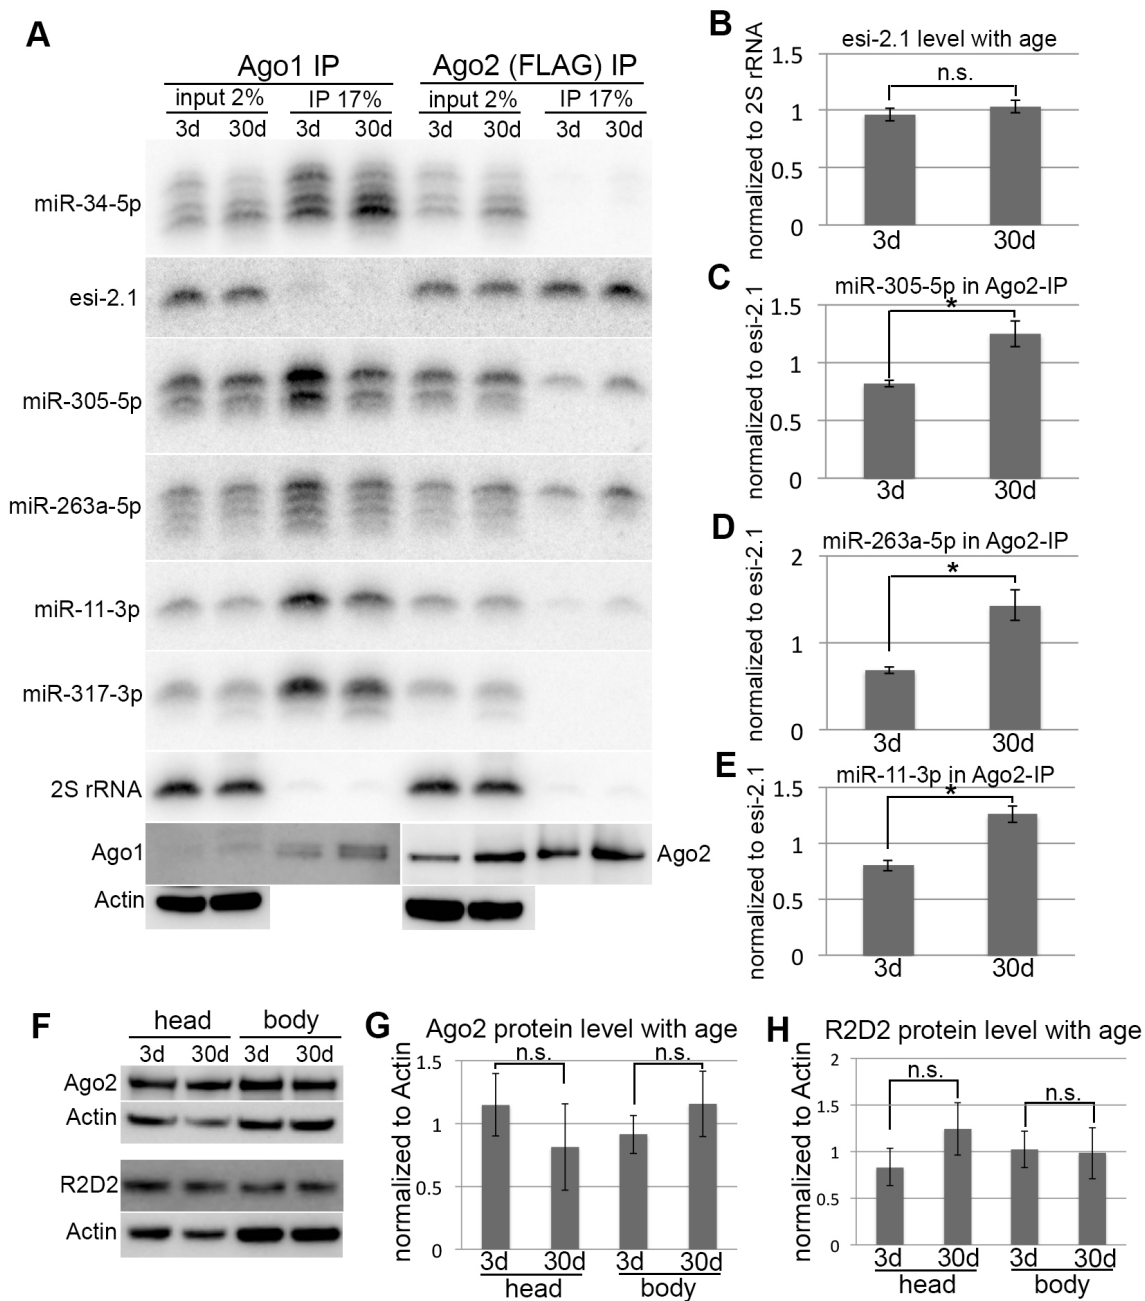 A
Ago1 IP
Ago2 (FLAG) IP
input 2%
IP 17%
input 2%
IP 17%
3d 30d 3d 30d 3d 30d 3d 30d
miR-34-5p
esi-2.1
miR-305-5p
miR-263a-5p
miR-11-3p
miR-317-3p
2S rRNA
Ago1
Ago2
Actin
B
esi-2.1 level with age
normalized to 2S rRNA
1.5
1
0.5
0
n.s.
3d 30d
C
miR-305-5p in Ago2-IP
normalized to esi-2.1
1.5
1
0.5
0
*
3d 30d
D
miR-263a-5p in Ago2-IP
normalized to esi-2.1
2
1
0
*
3d 30d
E
miR-11-3p in Ago2-IP
normalized to esi-2.1
1.5
1
0.5
0
*
3d 30d
F
head body
3d 30d 3d 30d
Ago2
Actin
R2D2
Actin
G
Ago2 protein level with age
normalized to Actin
1.5
1
0.5
0
n.s. n.s.
3d 30d 3d 30d
head body
H
R2D2 protein level with age
normalized to Actin
2
1.5
1
0.5
0
n.s. n.s.
3d 30d 3d 30d
head body